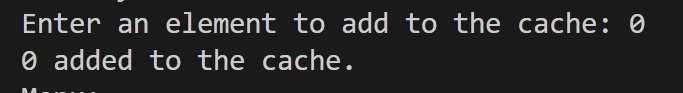 Enter an element to add to the cache: 0
0 added to the cache.